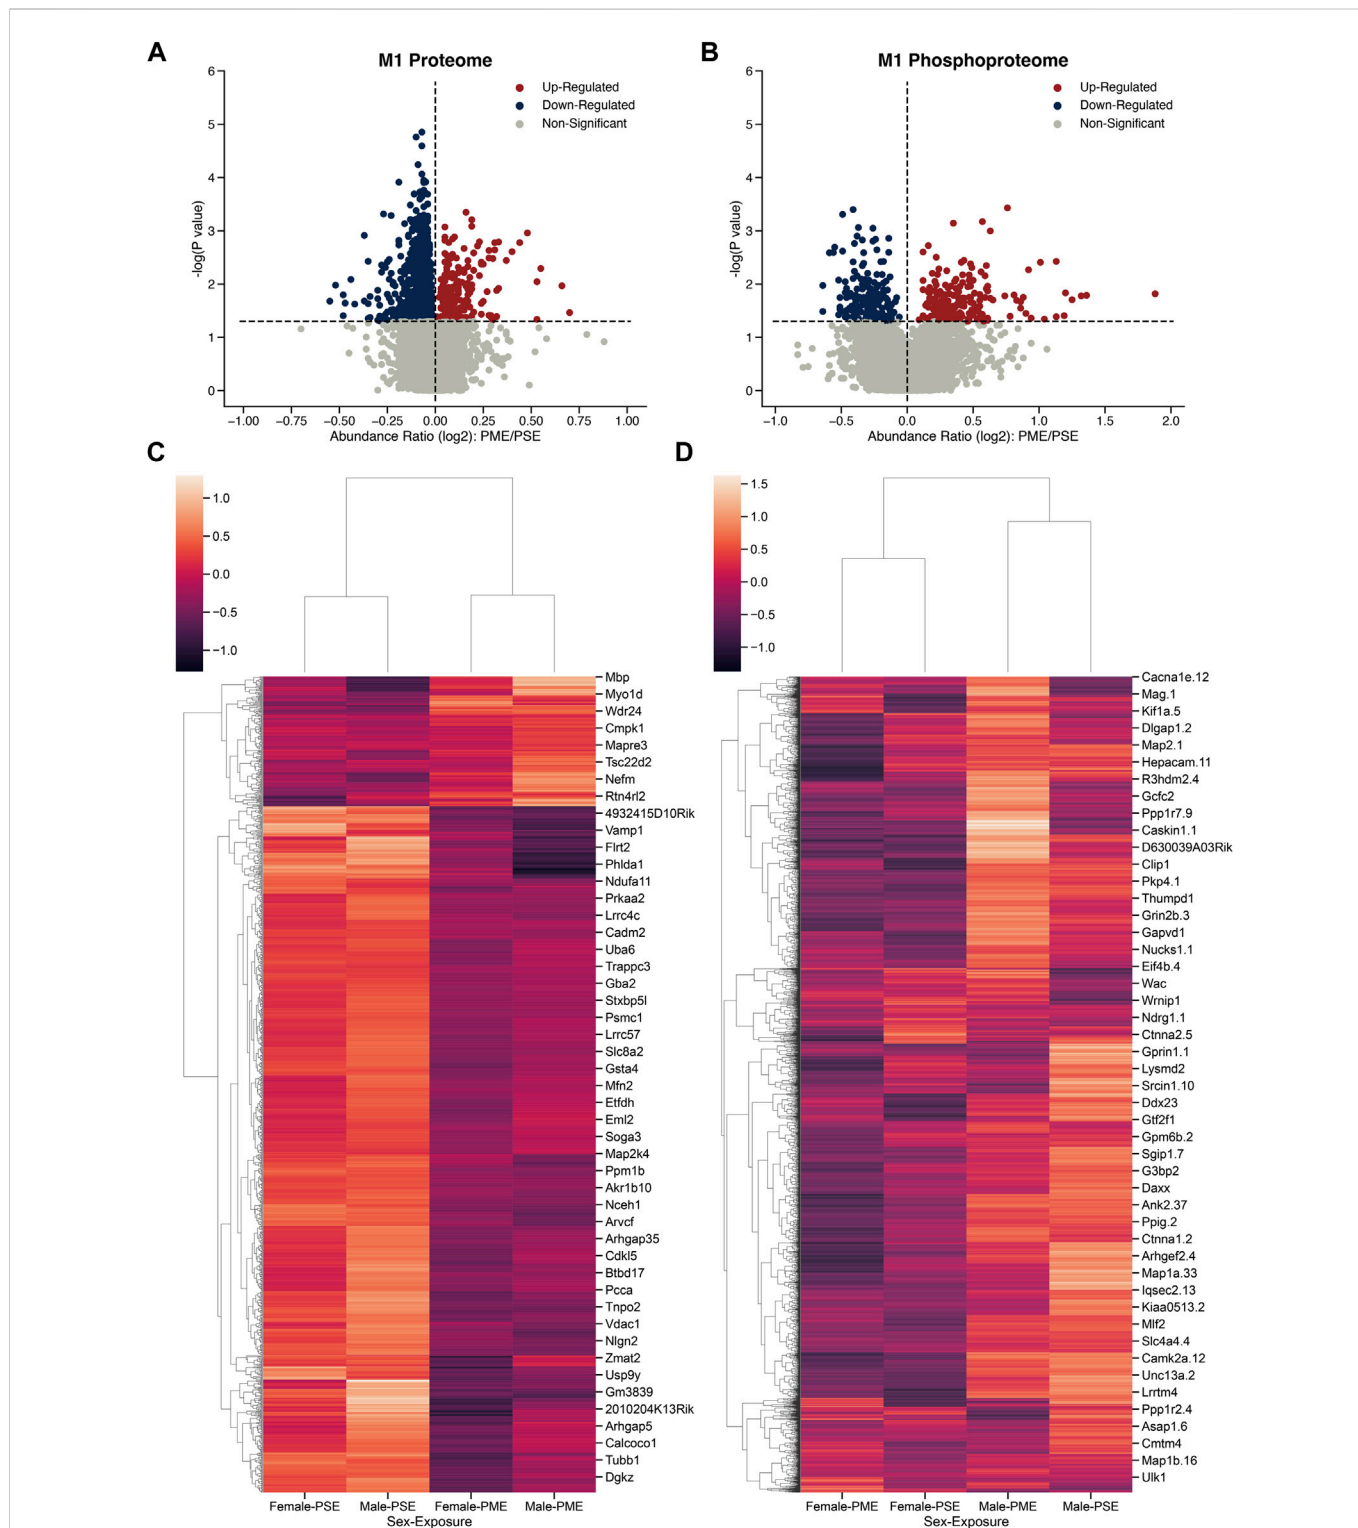 A
M1 Proteome
6
5
4
3
2
1
0
-log(P value)
Up-Regulated
Down-Regulated
Non-Significant
−1.00 −0.75 −0.50 −0.25 0.00 0.25 0.50 0.75 1.00
Abundance Ratio (log2): PME/PSE
B
M1 Phosphoproteome
6
5
4
3
2
1
0
-log(P value)
Up-Regulated
Down-Regulated
Non-Significant
−1.0 −0.5 0.0 0.5 1.0 1.5 2.0
Abundance Ratio (log2): PME/PSE
C
1.0
0.5
0.0
−0.5
−1.0
Mbp
Myo1d
Wdr24
Cmpk1
Mapre3
Tsc22d2
Nefm
Rtn4rl2
4932415D10Rik
Vamp1
Flrt2
Phlda1
Ndufa11
Prkaa2
Lrrc4c
Cadm2
Uba6
Trappc3
Gba2
Stxbp5l
Psmc1
Lrrc57
Slc8a2
Gsta4
Mfn2
Etfdh
Eml2
Soga3
Map2k4
Ppm1b
Akr1b10
Nceh1
Arvcf
Arhgap35
Cdkl5
Btbd17
Pcca
Tnpo2
Vdac1
Nlgn2
Zmat2
Usp9y
Gm3839
2010204K13Rik
Arhgap5
Calcoco1
Tubb1
Dgkz
Female-PSE Male-PSE Female-PME Male-PME
Sex-Exposure
D
1.5
1.0
0.5
0.0
−0.5
−1.0
Cacna1e.12
Mag.1
Kif1a.5
Dlgap1.2
Map2.1
Hepacam.11
R3hdm2.4
Gcfc2
Ppp1r7.9
Caskin1.1
D630039A03Rik
Clip1
Pkp4.1
Thumpd1
Grin2b.3
Gapvd1
Nucks1.1
Eif4b.4
Wac
Wrnip1
Ndrg1.1
Ctnna2.5
Gprin1.1
Lysmd2
Srcin1.10
Ddx23
Gtf2f1
Gpm6b.2
Sgip1.7
G3bp2
Daxx
Ank2.37
Ppig.2
Ctnna1.2
Arhgef2.4
Map1a.33
Iqsec2.13
Kiaa0513.2
Mlf2
Slc4a4.4
Camk2a.12
Unc13a.2
Lrrtm4
Ppp1r2.4
Asap1.6
Cmtm4
Map1b.16
Ulk1
Female-PME Female-PSE Male-PME Male-PSE
Sex-Exposure